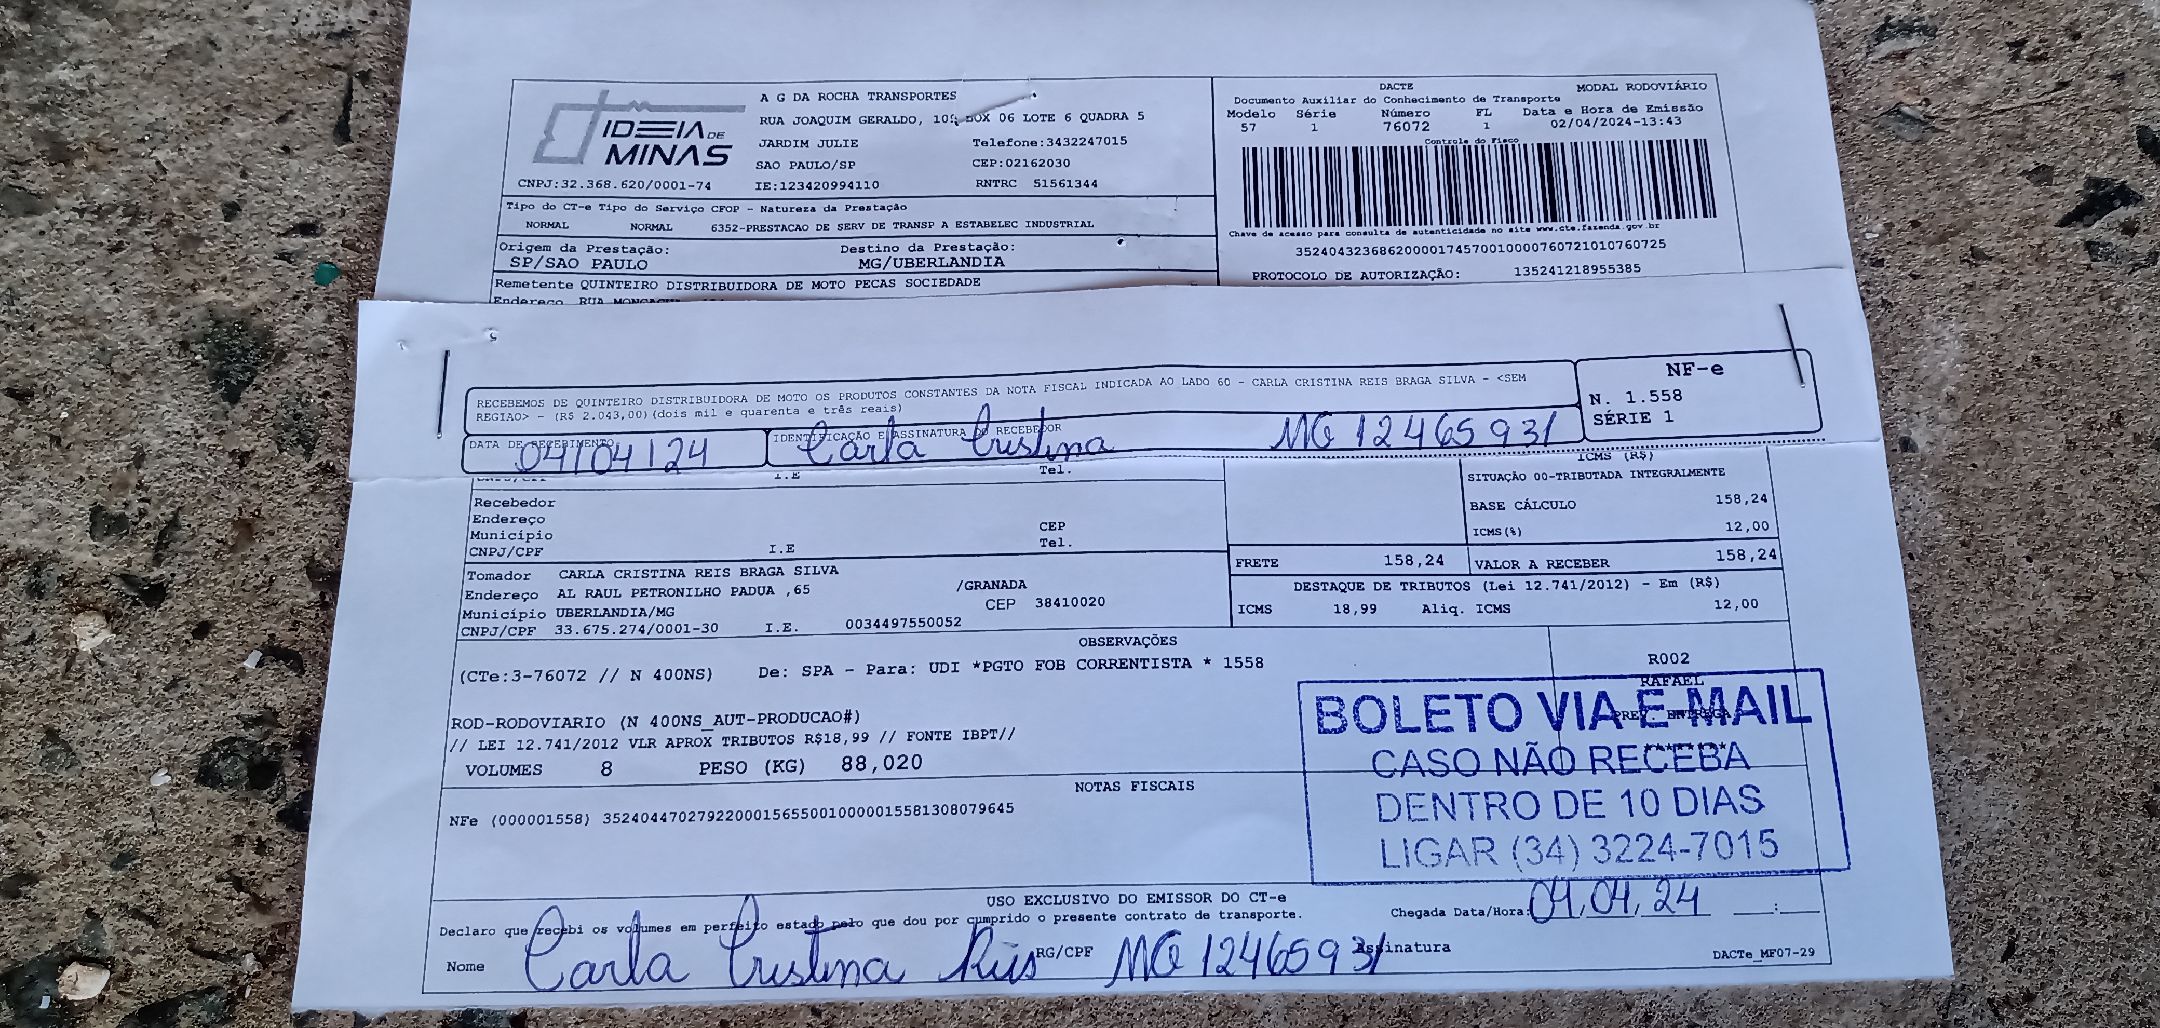 IDEIA DE
MINAS
CNPJ:32.368.620/0001-74
A G DA ROCHA TRANSPORTES
RUA JOAQUIM GERALDO, BOX 06 LOTE 6 QUADRA 5
JARDIM JULIE Telefone:3432247015
SAO PAULO/SP CEP:02162030
IE:123420994110 RNTRC 51561344
DACTE MODAL RODOVIÁRIO
Documento Auxiliar do Conhecimento de Transporte
Modelo Série Número FL Data e Hora de Emissão
57 1 76072 1 02/04/2024-13:43
Controle do Fisco
Chave de acesso para consulta de autenticidade no site www.cte.fazenda.gov.br
35240432368620000174570010000760721010760725
PROTOCOLO DE AUTORIZAÇÃO: 135241218955385
Tipo do CT-e Tipo do Serviço CFOP - Natureza da Prestação
NORMAL NORMAL 6352-PRESTACAO DE SERV DE TRANSP A ESTABELEC INDUSTRIAL
Origem da Prestação: Destino da Prestação:
SP/SAO PAULO MG/UBERLANDIA
Remetente QUINTEIRO DISTRIBUIDORA DE MOTO PECAS SOCIEDADE
Endereço RUA
RECEBEMOS DE QUINTEIRO DISTRIBUIDORA DE MOTO OS PRODUTOS CONSTANTES DA NOTA FISCAL INDICADA AO LADO 60 - CARLA CRISTINA REIS BRAGA SILVA - <SEM
REGIAO> - (R$ 2.043,00)(dois mil e quarenta e três reais)
NF-e
N. 1.558
SÉRIE 1
DATA DE RECEBIMENTO IDENTIFICAÇÃO E ASSINATURA DO RECEBEDOR
04/04/24 Carla Cristina MG 12465931
CNPJ/CPF I.E Tel.
Recebedor
Endereço
Município CEP
CNPJ/CPF I.E Tel.
ICMS (R$)
SITUAÇÃO 00-TRIBUTADA INTEGRALMENTE
BASE CÁLCULO 158,24
ICMS(%) 12,00
FRETE 158,24 VALOR A RECEBER 158,24
Tomador CARLA CRISTINA REIS BRAGA SILVA
Endereço AL RAUL PETRONILHO PADUA ,65 /GRANADA
Município UBERLANDIA/MG CEP 38410020
CNPJ/CPF 33.675.274/0001-30 I.E. 0034497550052
DESTAQUE DE TRIBUTOS (Lei 12.741/2012) - Em (R$)
ICMS 18,99 Aliq. ICMS 12,00
OBSERVAÇÕES
(CTe:3-76072 // N 400NS) De: SPA - Para: UDI *PGTO FOB CORRENTISTA * 1558
R002
RAFAEL
PREV. ENTREGA
ROD-RODOVIARIO (N 400NS_AUT-PRODUCAO#)
// LEI 12.741/2012 VLR APROX TRIBUTOS R$18,99 // FONTE IBPT//
VOLUMES 8 PESO (KG) 88,020
BOLETO VIA E-MAIL
CASO NÃO RECEBA
DENTRO DE 10 DIAS
LIGAR (34) 3224-7015
NOTAS FISCAIS
NFe (000001558) 35240447027922000156550010000015581308079645
USO EXCLUSIVO DO EMISSOR DO CT-e
Declaro que recebi os volumes em perfeito estado pelo que dou por cumprido o presente contrato de transporte. Chegada Data/Hora: 04,04,24 __:__
Nome Carla Cristina Reis RG/CPF MG 12465931 Assinatura
DACTe_MF07-29